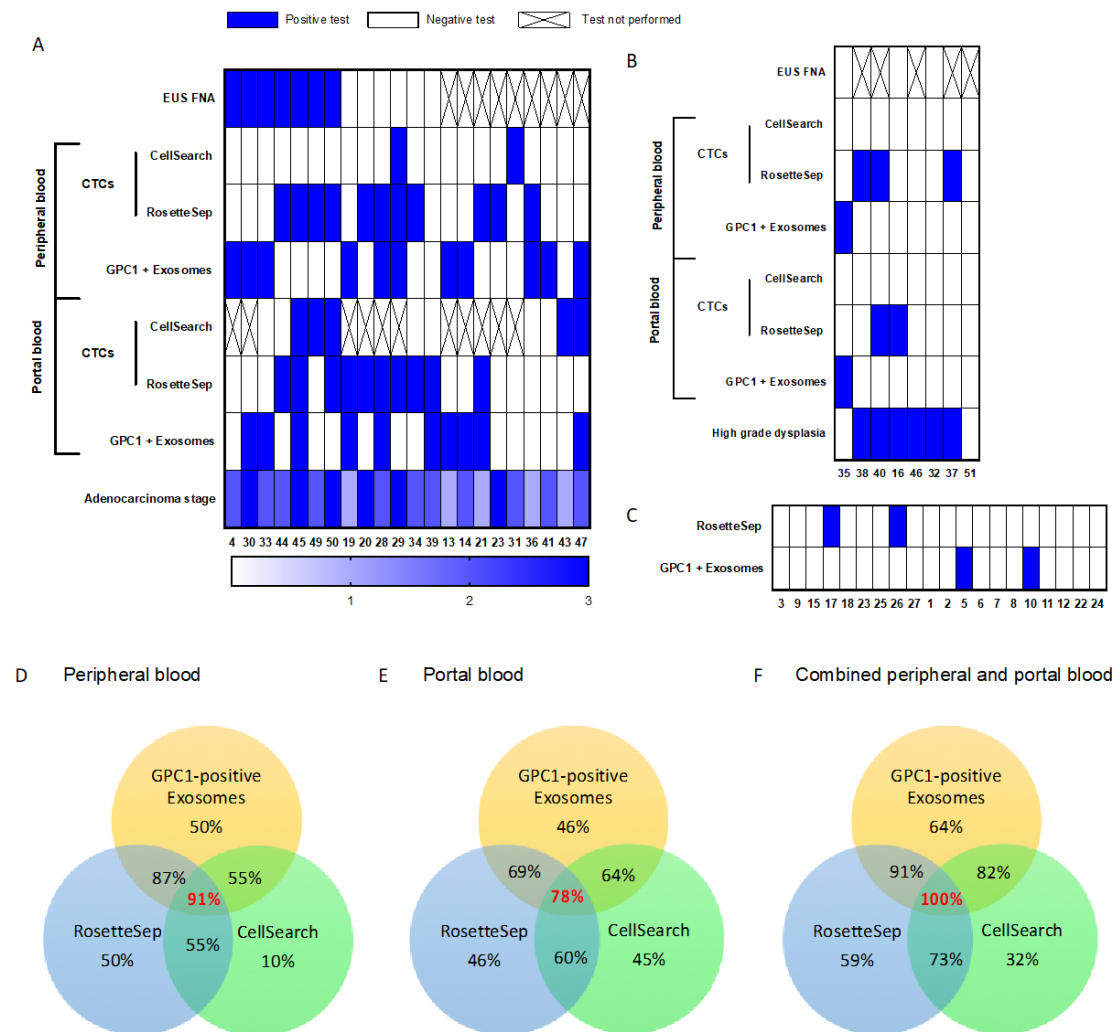 Positive test Negative test Test not performed
A
EUS FNA
Peripheral blood
CTCs
CellSearch
RosetteSep
GPC1 + Exosomes
Portal blood
CTCs
CellSearch
RosetteSep
GPC1 + Exosomes
Adenocarcinoma stage
4 30 33 44 45 49 50 19 20 28 29 34 39 13 14 21 23 31 36 41 43 47
1 2 3
B
EUS FNA
Peripheral blood
CTCs
CellSearch
RosetteSep
GPC1 + Exosomes
Portal blood
CTCs
CellSearch
RosetteSep
GPC1 + Exosomes
High grade dysplasia
35 38 40 16 46 32 37 51
C
RosetteSep
GPC1 + Exosomes
3 9 15 17 18 23 25 26 27 1 2 5 6 7 8 10 11 12 22 24
D Peripheral blood
GPC1-positive
Exosomes
50%
87% 55%
91%
RosetteSep
50%
55%
CellSearch
10%
E Portal blood
GPC1-positive
Exosomes
46%
69% 64%
78%
RosetteSep
46%
60%
CellSearch
45%
F Combined peripheral and portal blood
GPC1-positive
Exosomes
64%
91% 82%
100%
RosetteSep
59%
73%
CellSearch
32%